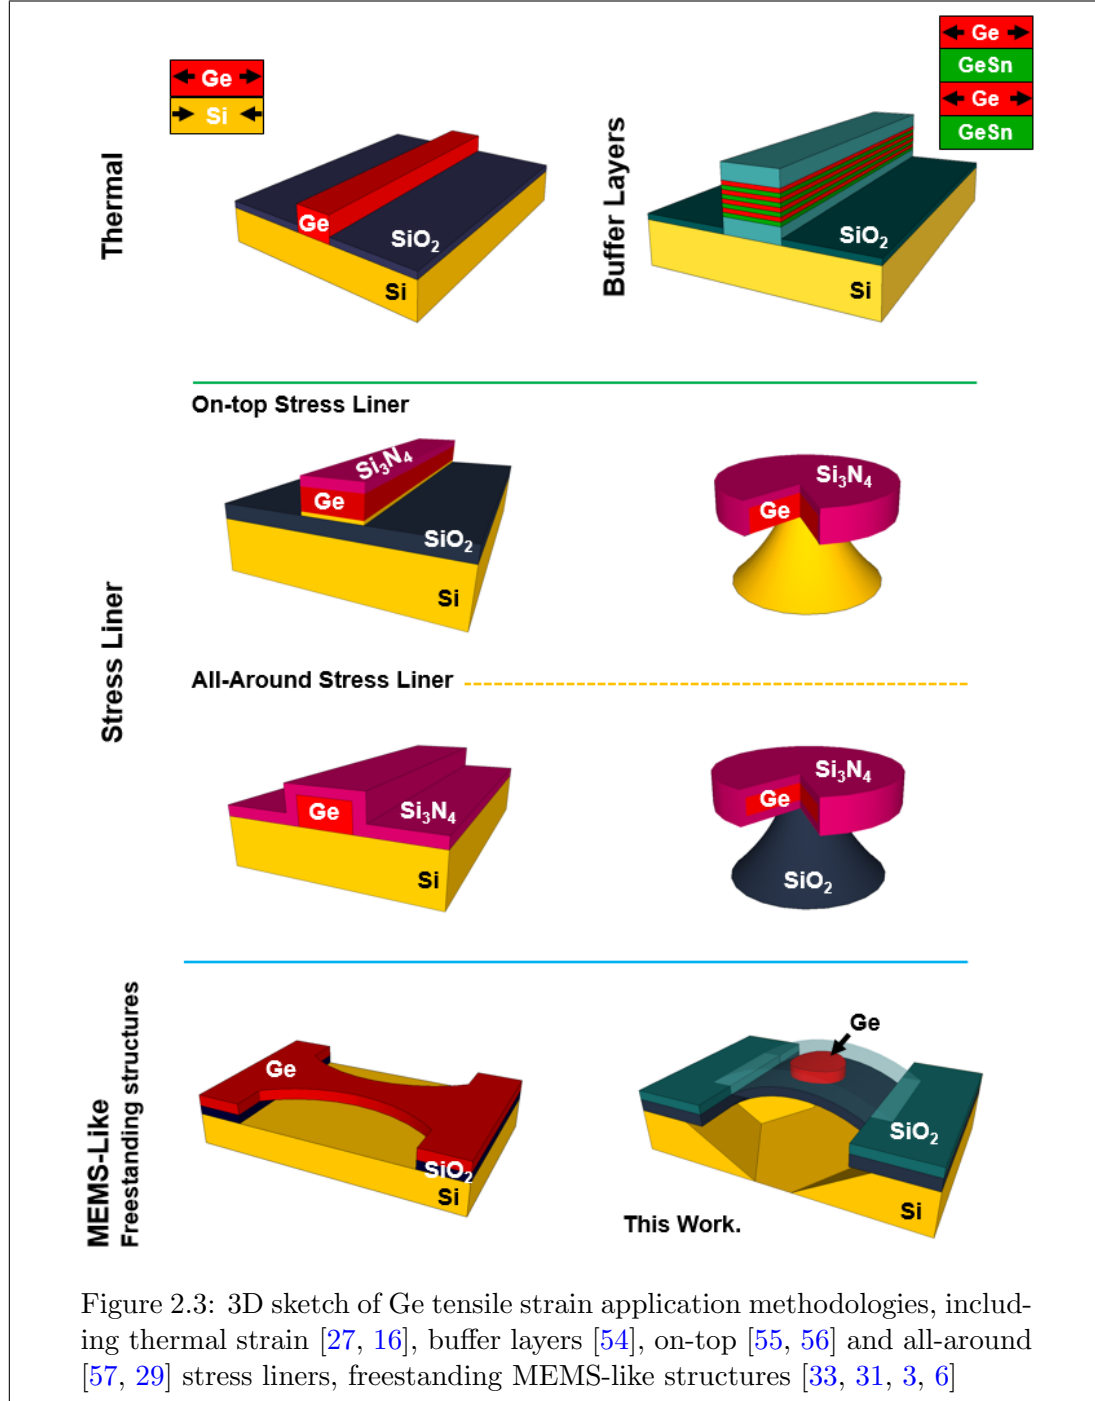 Thermal
Ge
Si
Ge
SiO2
Si
Buffer Layers
Ge
GeSn
Ge
GeSn
SiO2
Si
Stress Liner
On-top Stress Liner
Si3N4
Ge
SiO2
Si
Si3N4
Ge
All-Around Stress Liner
Ge
Si3N4
Si
Si3N4
Ge
SiO2
MEMS-Like
Freestanding structures
Ge
SiO2
Si
Ge
SiO2
Si
This Work.
Figure 2.3: 3D sketch of Ge tensile strain application methodologies, includ-
ing thermal strain [27, 16], buffer layers [54], on-top [55, 56] and all-around
[57, 29] stress liners, freestanding MEMS-like structures [33, 31, 3, 6]